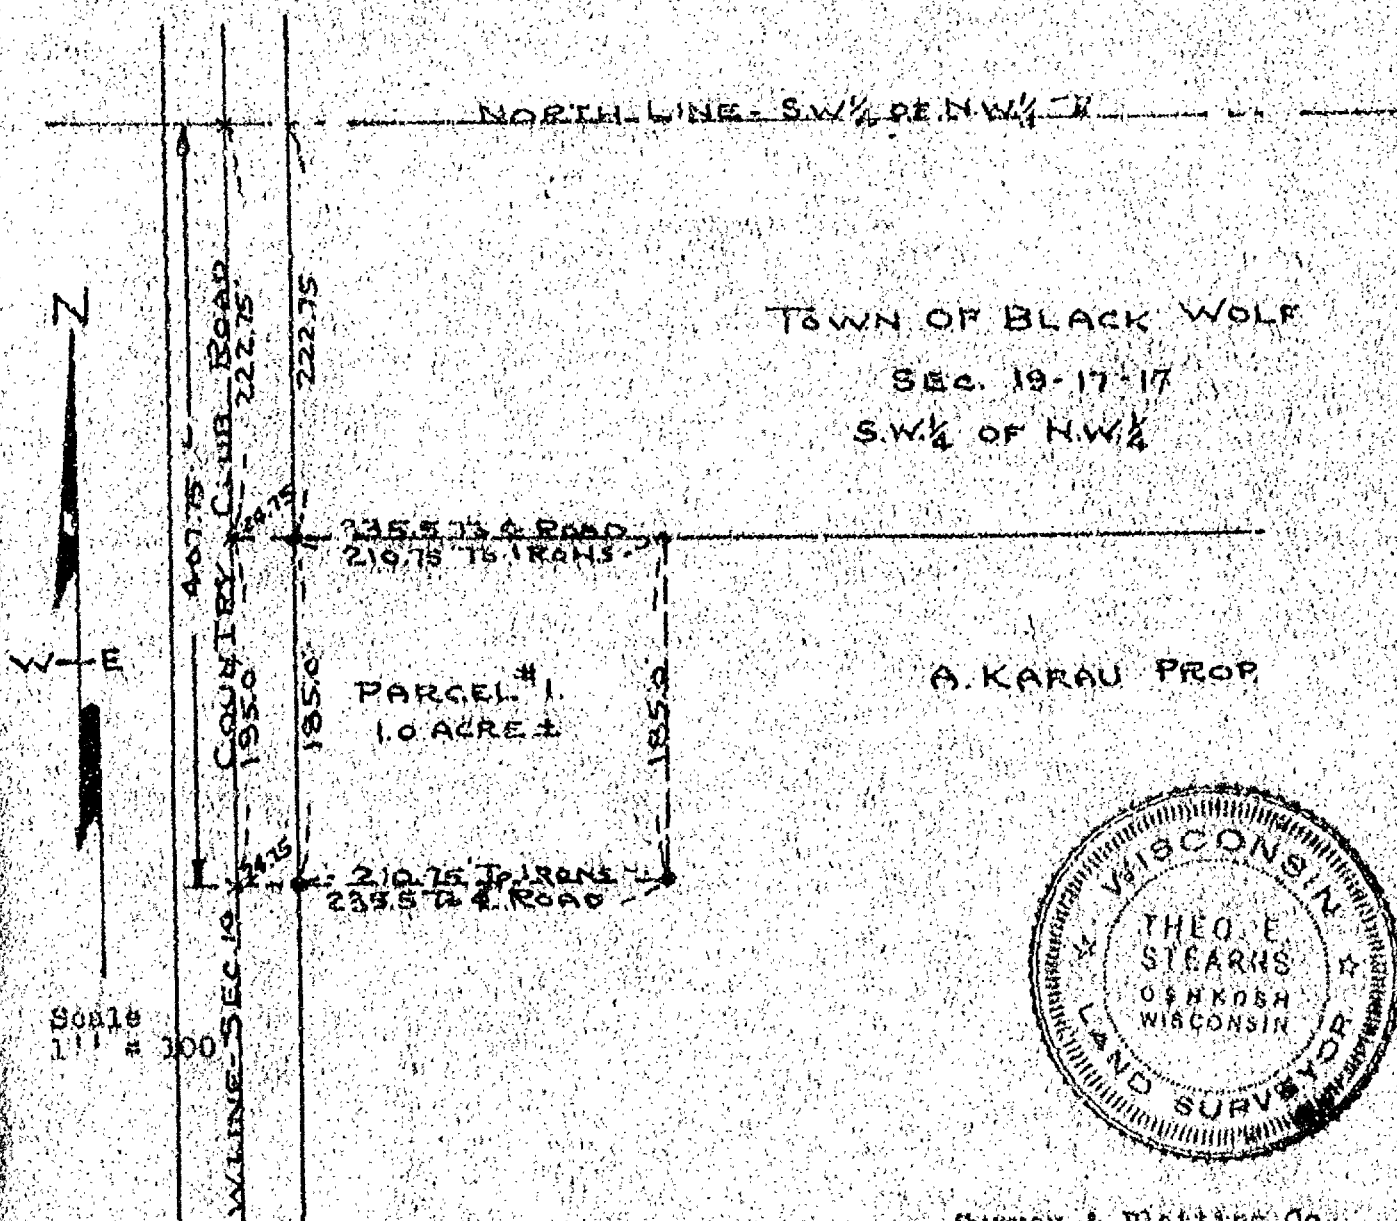 NORTH LINE - S.W.¼ OF N.W.¼
N
COUNTRY CLUB ROAD
407.75
222.75'
222.75
TOWN OF BLACK WOLF
SEC. 19-17-17
S.W.¼ OF N.W.¼
24.75
235.5 To ℄ ROAD
210.75 To IRONS
W E
185.0
185.0'
185.0
PARCEL #1.
1.0 ACRE ±
A. KARAU PROP.
24.75
210.75' To IRONS
235.5 To ℄ ROAD
W. LINE - SEC 19
Scale
1" = 100
WISCONSIN
THEO. E.
STEARNS
OSHKOSH
WISCONSIN
LAND SURVEYOR